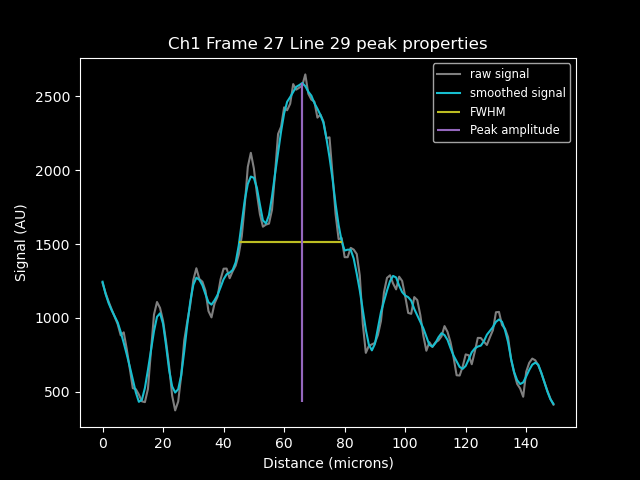 Ch1 Frame 27 Line 29 peak properties
raw signal
smoothed signal
FWHM
Peak amplitude
Signal (AU)
2500
2000
1500
1000
500
0 20 40 60 80 100 120 140
Distance (microns)